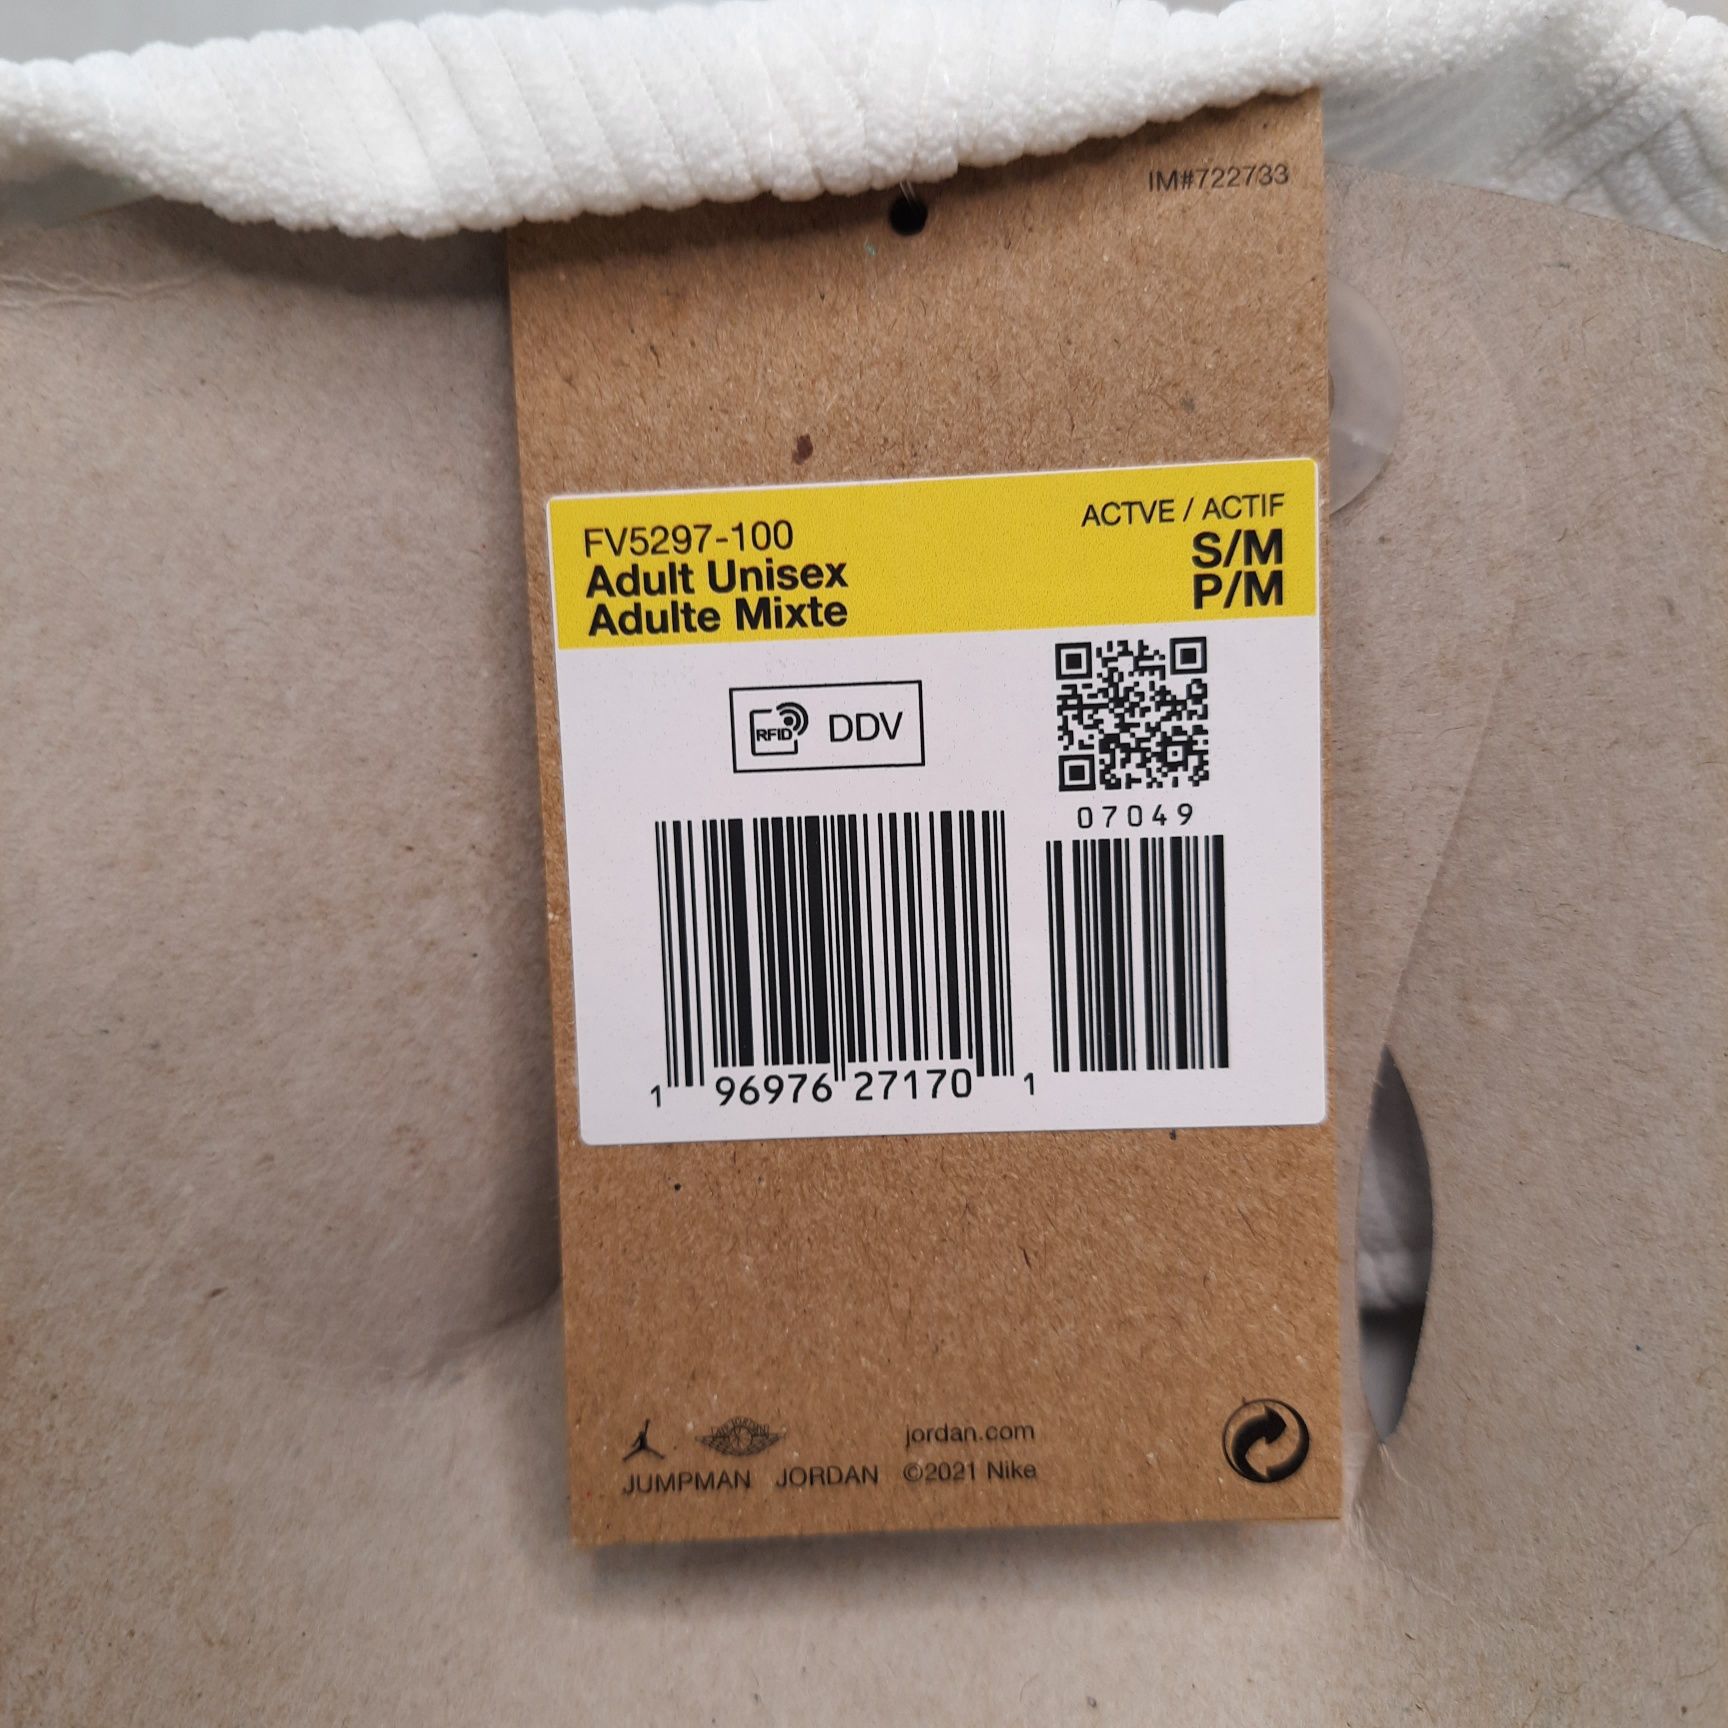 IM#722733
FV5297-100
Adult Unisex
Adulte Mixte
ACTVE / ACTIF
S/M
P/M
RFID DDV
07049
1 96976 27170 1
jordan.com
JUMPMAN JORDAN ©2021 Nike